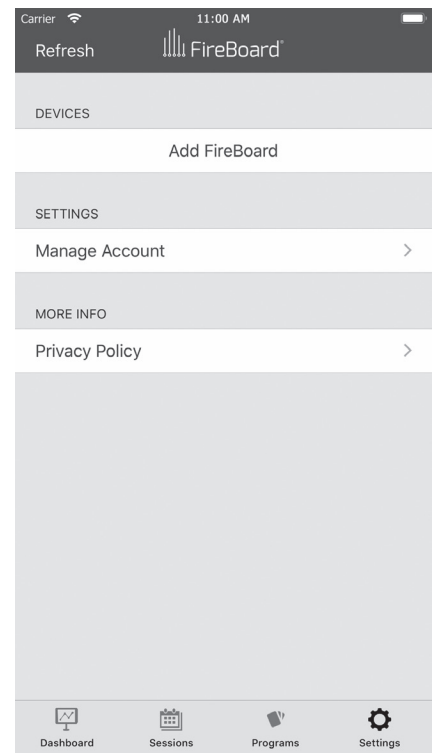 Carrier 11:00 AM
Refresh FireBoard®
DEVICES
Add FireBoard
SETTINGS
Manage Account
MORE INFO
Privacy Policy
Dashboard Sessions Programs Settings